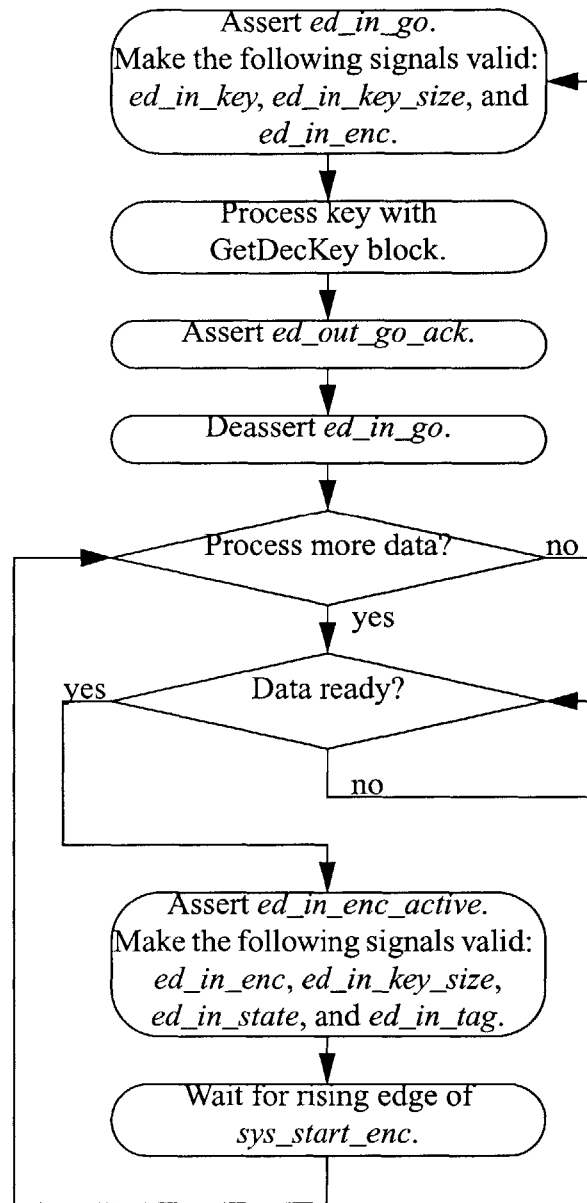 Assert ed_in_go.
Make the following signals valid:
ed_in_key, ed_in_key_size, and
ed_in_enc.
Process key with
GetDecKey block.
Assert ed_out_go_ack.
Deassert ed_in_go.
Process more data?
no
yes
yes
Data ready?
no
Assert ed_in_enc_active.
Make the following signals valid:
ed_in_enc, ed_in_key_size,
ed_in_state, and ed_in_tag.
Wait for rising edge of
sys_start_enc.